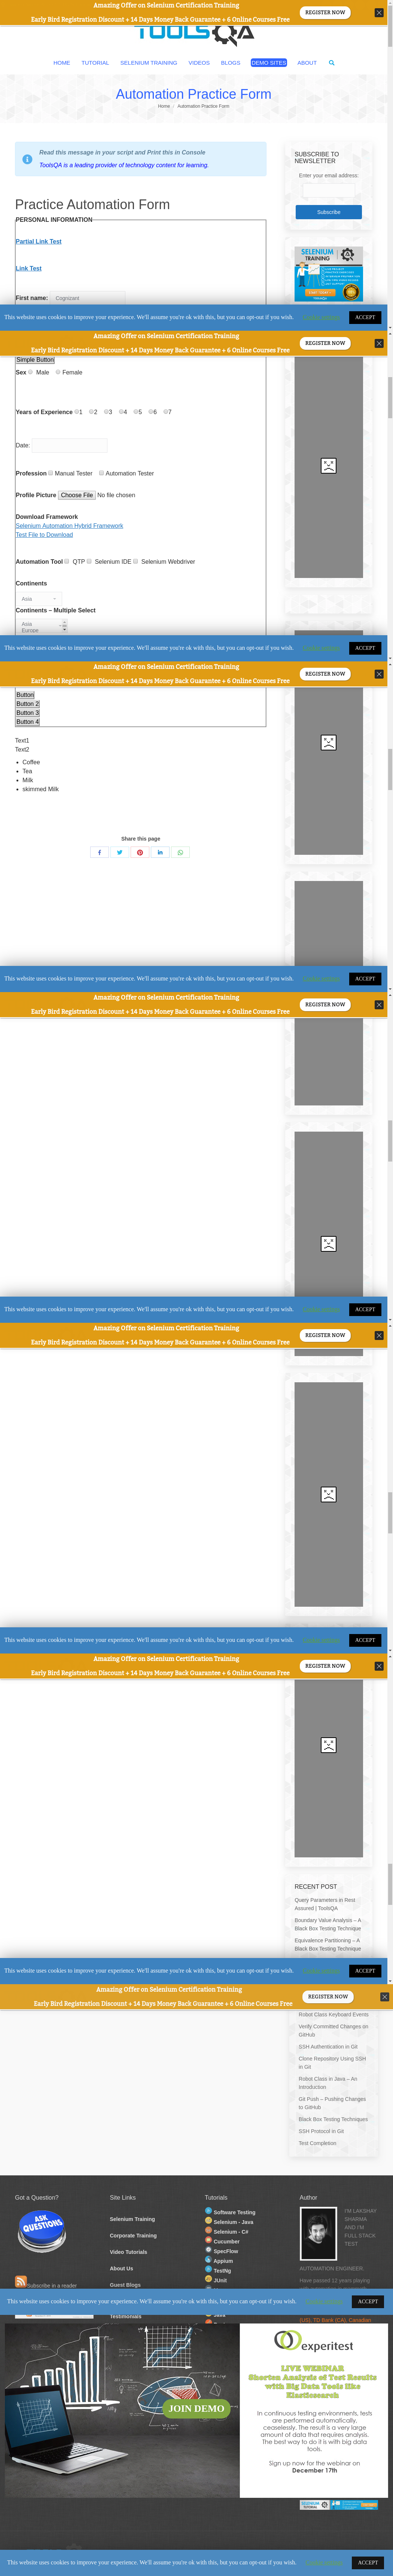 Amazing Offer on Selenium Certification Training
Early Bird Registration Discount + 14 Days Money Back Guarantee + 6 Online Courses Free
REGISTER NOW
TOOLSQA
HOME
TUTORIAL
SELENIUM TRAINING
VIDEOS
BLOGS
DEMO SITES
ABOUT
Automation Practice Form
Home / Automation Practice Form
Read this message in your script and Print this in Console
ToolsQA is a leading provider of technology content for learning.
SUBSCRIBE TO
NEWSLETTER
Enter your email address:
Subscribe
Practice Automation Form
PERSONAL INFORMATION
Partial Link Test
Link Test
First name: Cognizant
SELENIUM
TRAINING
This website uses cookies to improve your experience. We'll assume you're ok with this, but you can opt-out if you wish.
ACCEPT
Amazing Offer on Selenium Certification Training
Early Bird Registration Discount + 14 Days Money Back Guarantee + 6 Online Courses Free
REGISTER NOW
Simple Button
Sex Male Female
Years of Experience 1 2 3 4 5 6 7
Date:
Profession Manual Tester Automation Tester
Profile Picture Choose File No file chosen
Download Framework
Selenium Automation Hybrid Framework
Test File to Download
Automation Tool QTP Selenium IDE Selenium Webdriver
Continents
Asia
Continents – Multiple Select
Asia
Europe
This website uses cookies to improve your experience. We'll assume you're ok with this, but you can opt-out if you wish.
ACCEPT
Amazing Offer on Selenium Certification Training
Early Bird Registration Discount + 14 Days Money Back Guarantee + 6 Online Courses Free
REGISTER NOW
Button
Button 2
Button 3
Button 4
Text1
Text2
Coffee
Tea
Milk
skimmed Milk
Share this page
This website uses cookies to improve your experience. We'll assume you're ok with this, but you can opt-out if you wish.
ACCEPT
Amazing Offer on Selenium Certification Training
Early Bird Registration Discount + 14 Days Money Back Guarantee + 6 Online Courses Free
REGISTER NOW
This website uses cookies to improve your experience. We'll assume you're ok with this, but you can opt-out if you wish.
ACCEPT
Amazing Offer on Selenium Certification Training
Early Bird Registration Discount + 14 Days Money Back Guarantee + 6 Online Courses Free
REGISTER NOW
This website uses cookies to improve your experience. We'll assume you're ok with this, but you can opt-out if you wish.
ACCEPT
Amazing Offer on Selenium Certification Training
Early Bird Registration Discount + 14 Days Money Back Guarantee + 6 Online Courses Free
REGISTER NOW
RECENT POST
Query Parameters in Rest
Assured | ToolsQA
Boundary Value Analysis – A
Black Box Testing Technique
Equivalence Partitioning – A
Black Box Testing Technique
This website uses cookies to improve your experience. We'll assume you're ok with this, but you can opt-out if you wish.
ACCEPT
Amazing Offer on Selenium Certification Training
Early Bird Registration Discount + 14 Days Money Back Guarantee + 6 Online Courses Free
REGISTER NOW
Robot Class Keyboard Events
Verify Committed Changes on
GitHub
SSH Authentication in Git
Clone Repository Using SSH
in Git
Robot Class in Java – An
Introduction
Git Push – Pushing Changes
to GitHub
Black Box Testing Techniques
SSH Protocol in Git
Test Completion
Got a Question?
ASK
QUESTIONS
Subscribe in a reader
Site Links
Selenium Training
Corporate Training
Video Tutorials
About Us
Guest Blogs
Testimonials
Tutorials
Software Testing
Selenium - Java
Selenium - C#
Cucumber
SpecFlow
Appium
TestNg
JUnit
Java
Author
I'M LAKSHAY
SHARMA
AND I'M
FULL STACK
TEST
AUTOMATION ENGINEER.
Have passed 12 years playing
This website uses cookies to improve your experience. We'll assume you're ok with this, but you can opt-out if you wish.
ACCEPT
(US), TD Bank (CA), Canadian
JOIN DEMO
experitest
LIVE WEBINAR
Shorten Analysis of Test Results
with Big Data Tools like
Elasticsearch
In continuous testing environments, tests
are performed automatically,
ceaselessly. The result is a very large
amount of data that requires analysis.
The best way to do it is with big data
tools.
Sign up now for the webinar on
December 17th
This website uses cookies to improve your experience. We'll assume you're ok with this, but you can opt-out if you wish.
ACCEPT